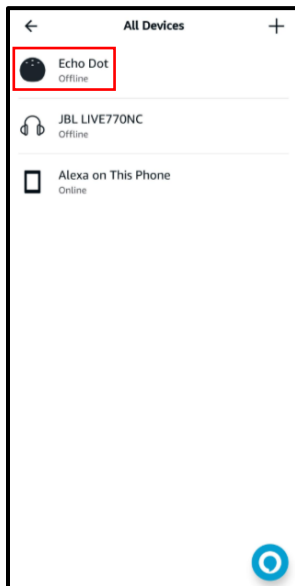 All Devices
Echo Dot
Offline
JBL LIVE770NC
Offline
Alexa on This Phone
Online